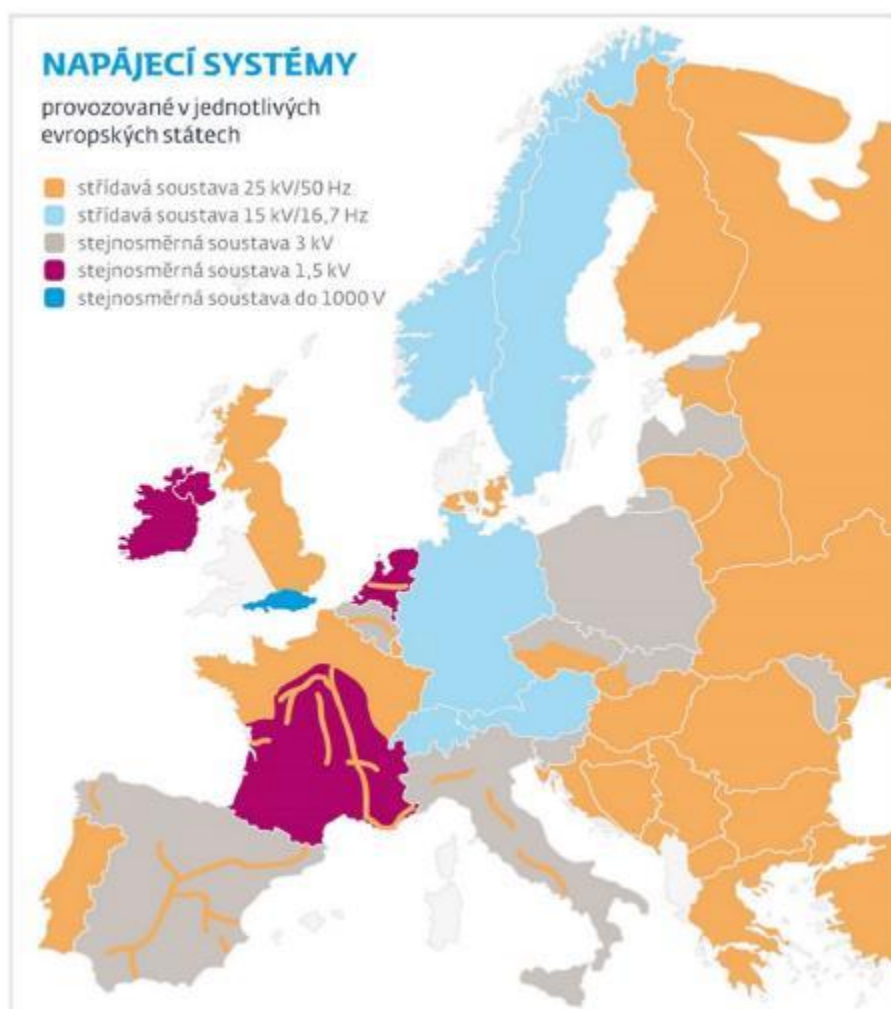 NAPÁJECÍ SYSTÉMY
provozované v jednotlivých
evropských státech
střídavá soustava 25 kV/50 Hz
střídavá soustava 15 kV/16,7 Hz
stejnosměrná soustava 3 kV
stejnosměrná soustava 1,5 kV
stejnosměrná soustava do 1000 V